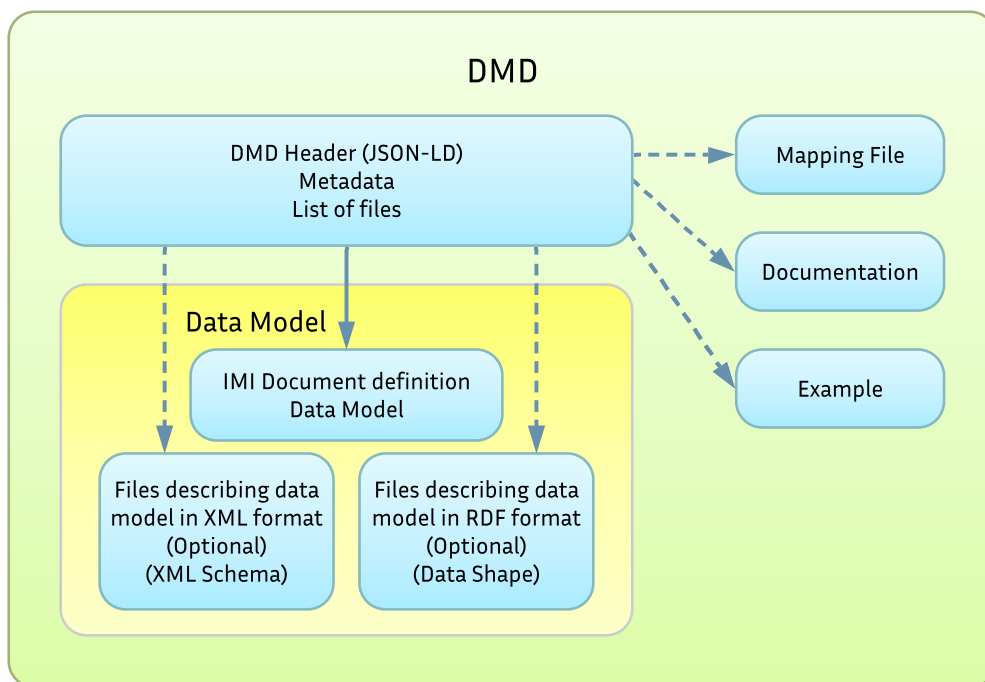 DMD
DMD Header (JSON-LD)
Metadata
List of files
Mapping File
Documentation
Example
Data Model
IMI Document definition
Data Model
Files describing data
model in XML format
(Optional)
(XML Schema)
Files describing data
model in RDF format
(Optional)
(Data Shape)